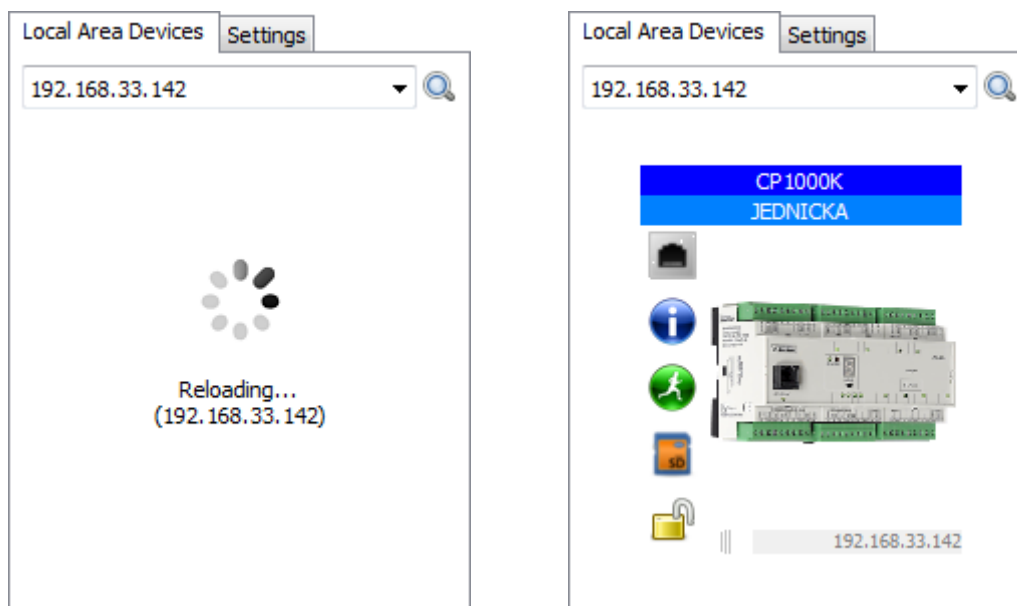 Local Area Devices
Settings
192.168.33.142
Reloading...
(192.168.33.142)
Local Area Devices
Settings
192.168.33.142
CP1000K
JEDNICKA
SD
192.168.33.142